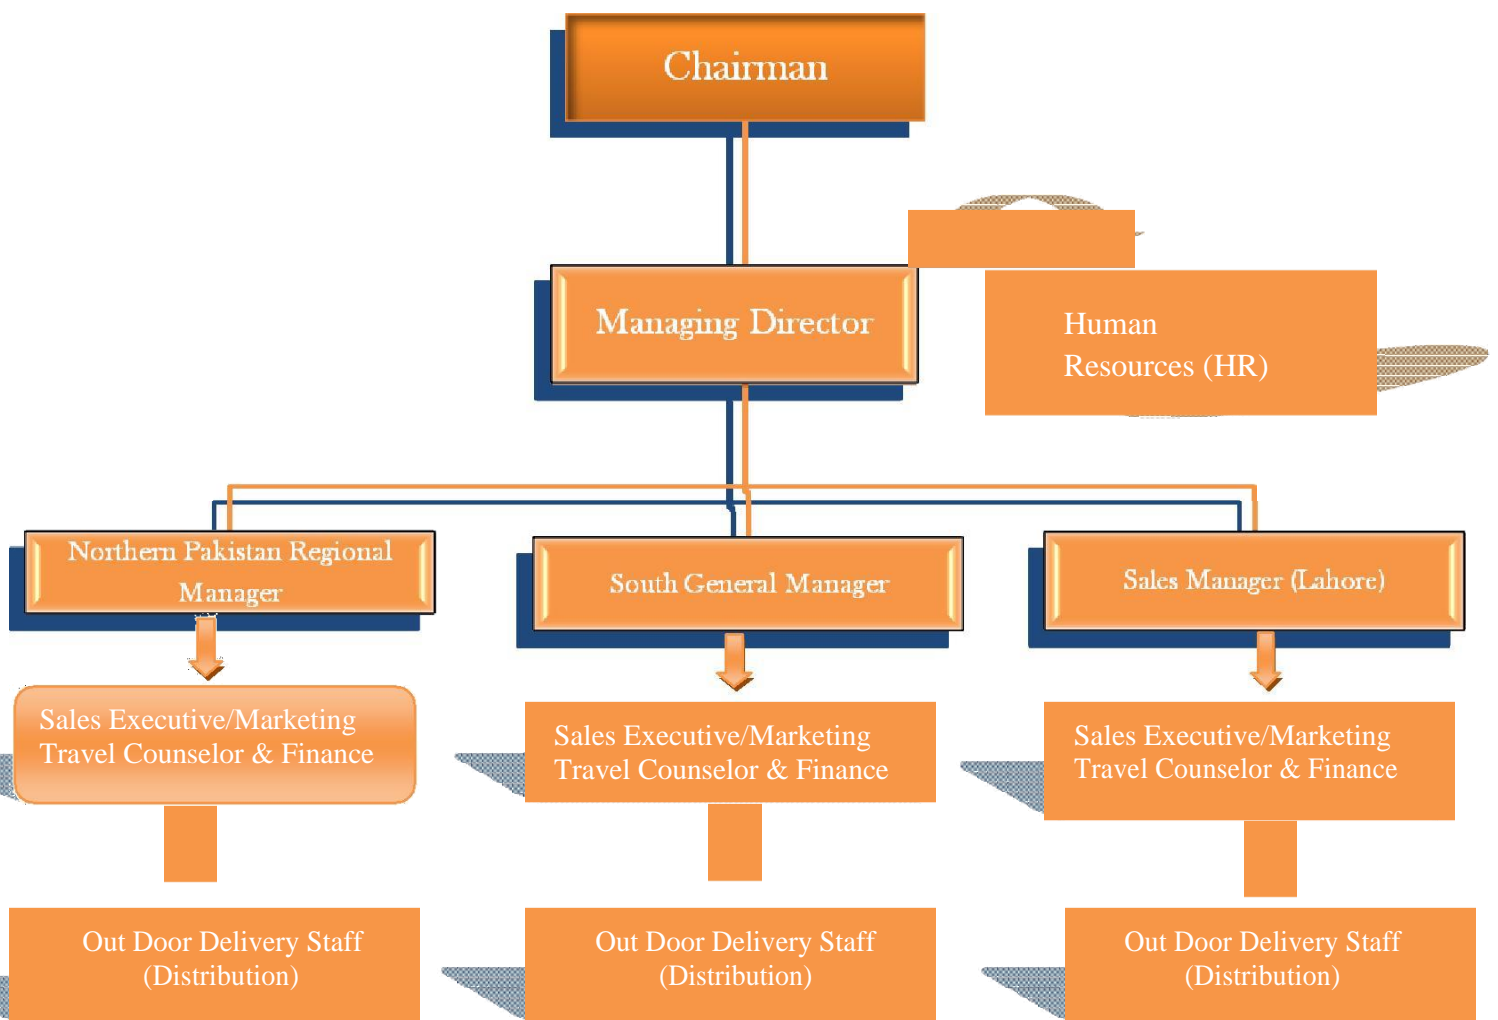 Chairman
Managing Director
Human
Resources (HR)
Northern Pakistan Regional
Manager
South General Manager
Sales Manager (Lahore)
Sales Executive/Marketing
Travel Counselor & Finance
Sales Executive/Marketing
Travel Counselor & Finance
Sales Executive/Marketing
Travel Counselor & Finance
Out Door Delivery Staff
(Distribution)
Out Door Delivery Staff
(Distribution)
Out Door Delivery Staff
(Distribution)